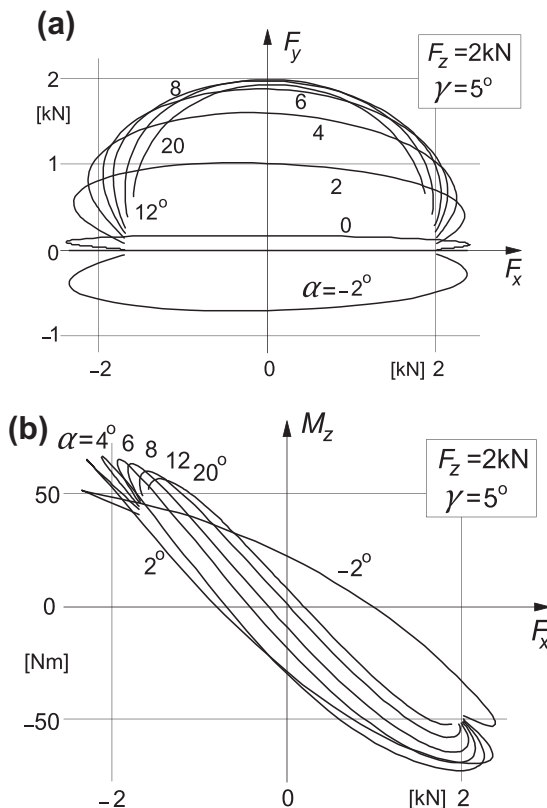 (a)
F_y
F_z = 2kN
γ = 5°
2
[kN]
8
6
4
20
1
2
12°
0
0
F_x
α = −2°
−1
−2
0
[kN] 2
(b)
M_z
α = 4° 6 8 12 20°
F_z = 2kN
γ = 5°
50
2°
−2°
0
F_x
[Nm]
−50
−2
0
[kN] 2